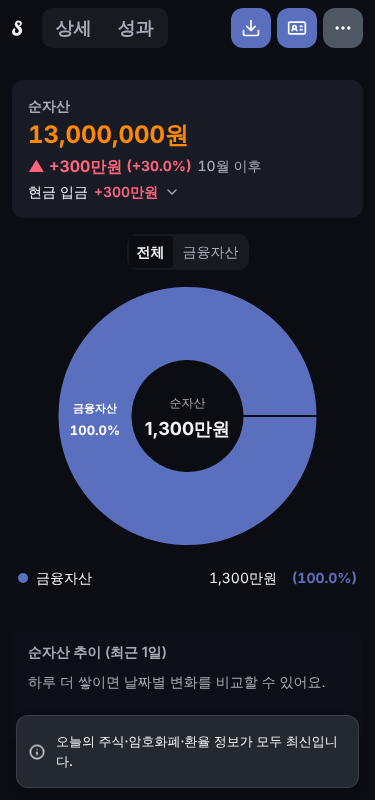 S
상세 성과
순자산
13,000,000원
▲ +300만원 (+30.0%) 10월 이후
현금 입금 +300만원
전체 금융자산
순자산
금융자산
1,300만원
100.0%
금융자산 1,300만원 (100.0%)
순자산 추이 (최근 1일)
하루 더 쌓이면 날짜별 변화를 비교할 수 있어요.
오늘의 주식·암호화폐·환율 정보가 모두 최신입니
다.